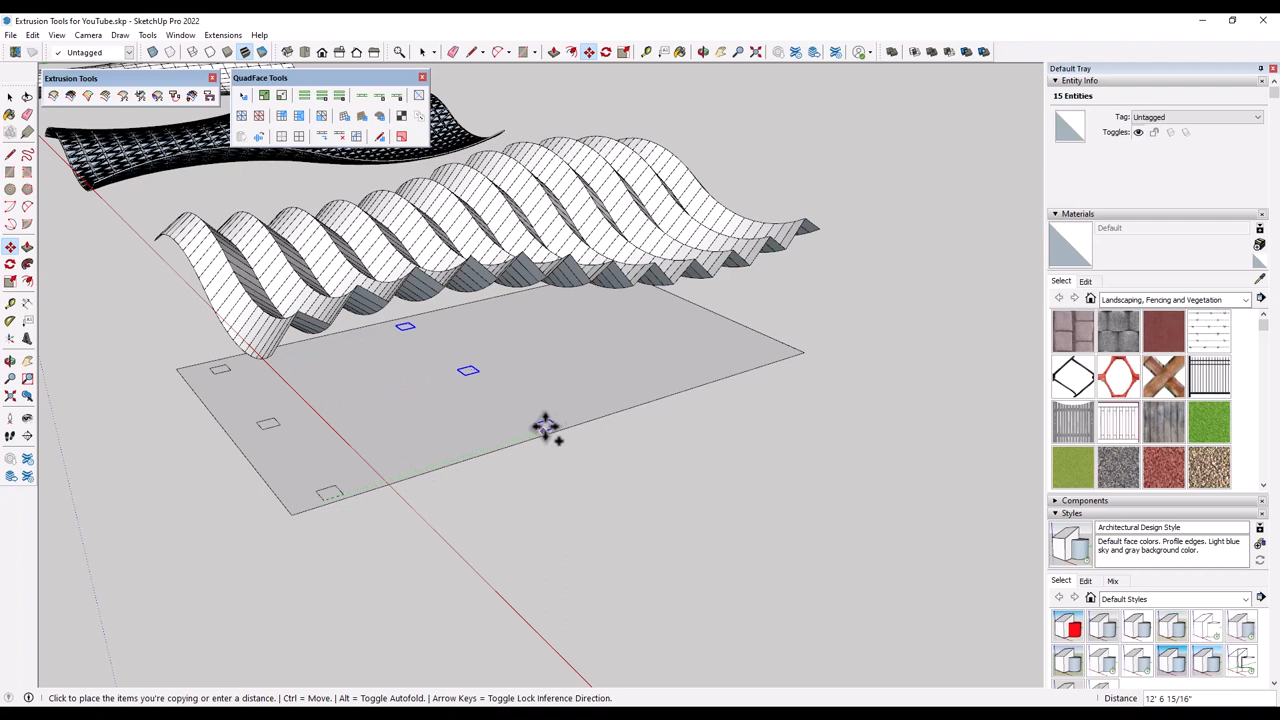 Extrusion Tools for YouTube.skp - SketchUp Pro 2022
File Edit View Camera Draw Tools Window Extensions Help
Untagged
Extrusion Tools
QuadFace Tools
Default Tray
Entity Info
15 Entities
Tag: Untagged
Toggles:
Materials
Default
Select Edit
Landscaping, Fencing and Vegetation
Components
Styles
Architectural Design Style
Default face colors. Profile edges. Light blue
sky and gray background color.
Select Edit Mix
Default Styles
Click to place the items you're copying or enter a distance. | Ctrl = Move. | Alt = Toggle Autofold. | Arrow Keys = Toggle Lock Inference Direction.
Distance 12' 6 15/16"